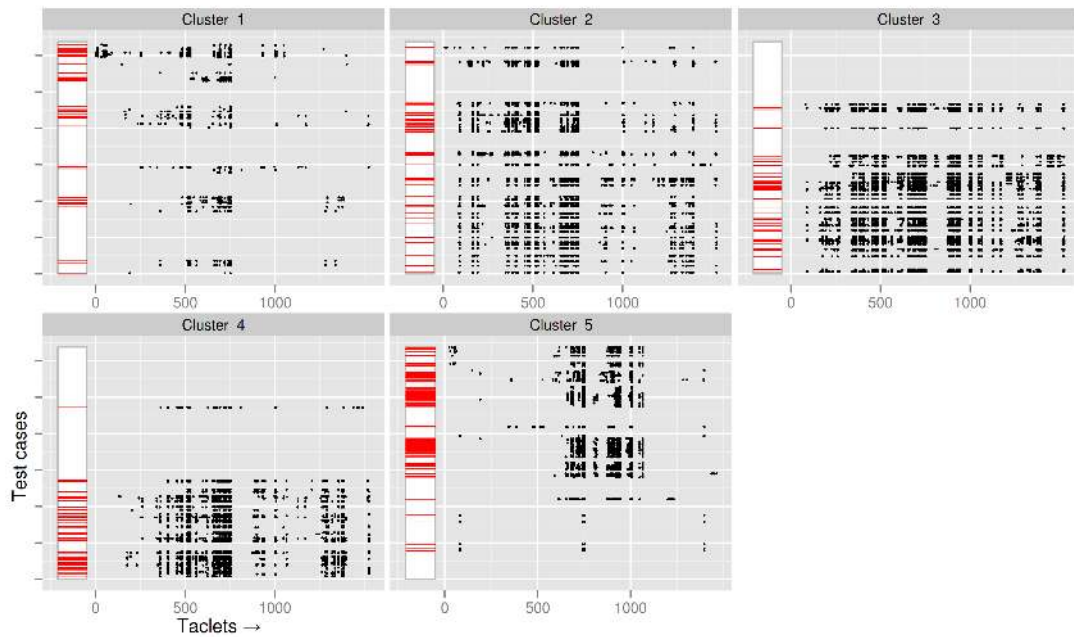 Cluster 1
Cluster 2
Cluster 3
0 500 1000
0 500 1000
0 500 1000
Cluster 4
Cluster 5
0 500 1000
0 500 1000
Test cases
Taclets →